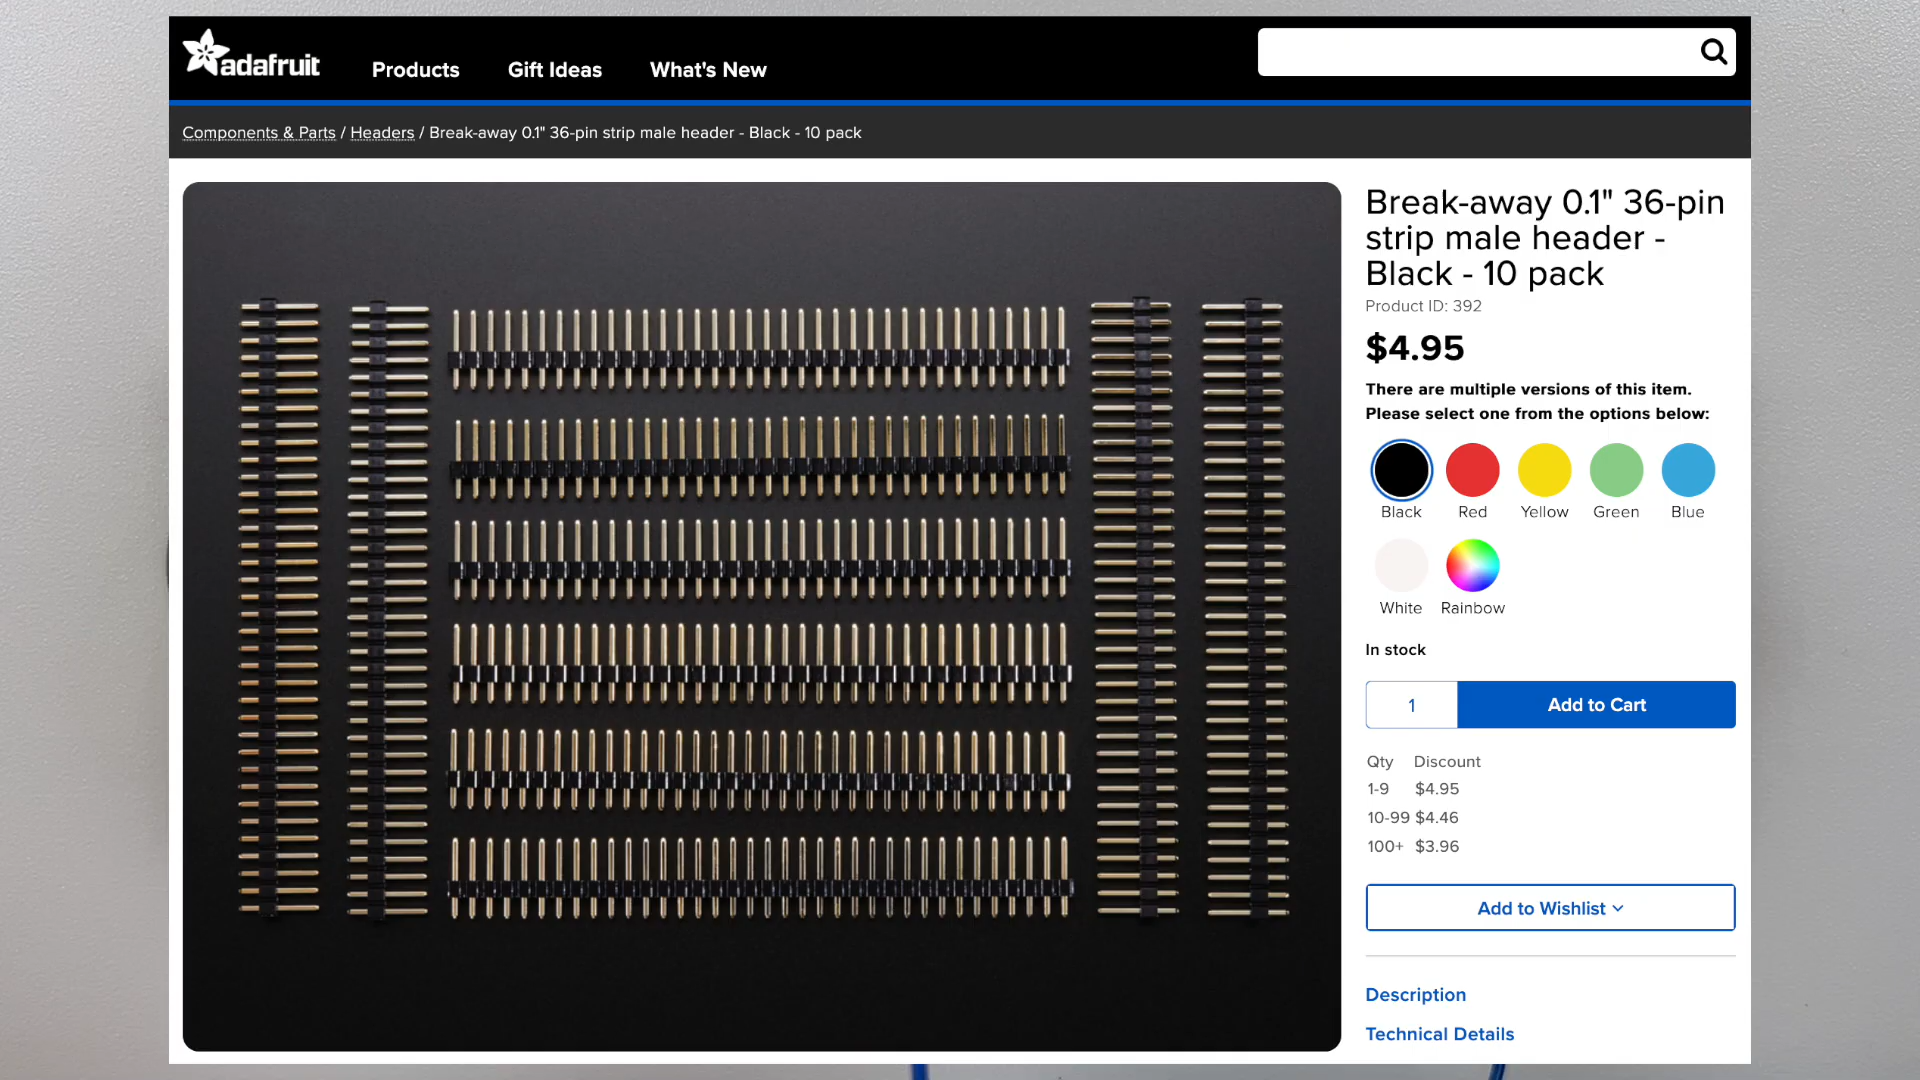 adafruit
Products
Gift Ideas
What's New
Components & Parts / Headers / Break-away 0.1" 36-pin strip male header - Black - 10 pack
Break-away 0.1" 36-pin
strip male header -
Black - 10 pack
Product ID: 392
$4.95
There are multiple versions of this item.
Please select one from the options below:
Black
Red
Yellow
Green
Blue
White
Rainbow
In stock
1
Add to Cart
Qty Discount
1-9 $4.95
10-99 $4.46
100+ $3.96
Add to Wishlist
Description
Technical Details